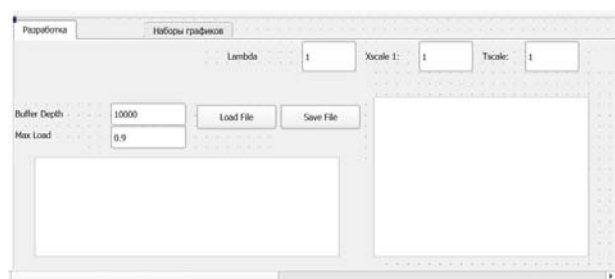 Разработка Наборы графиков
Lambda 1 Xscale 1: 1 Tscale: 1
Buffer Depth 10000 Load File Save File
Max Load 0.9